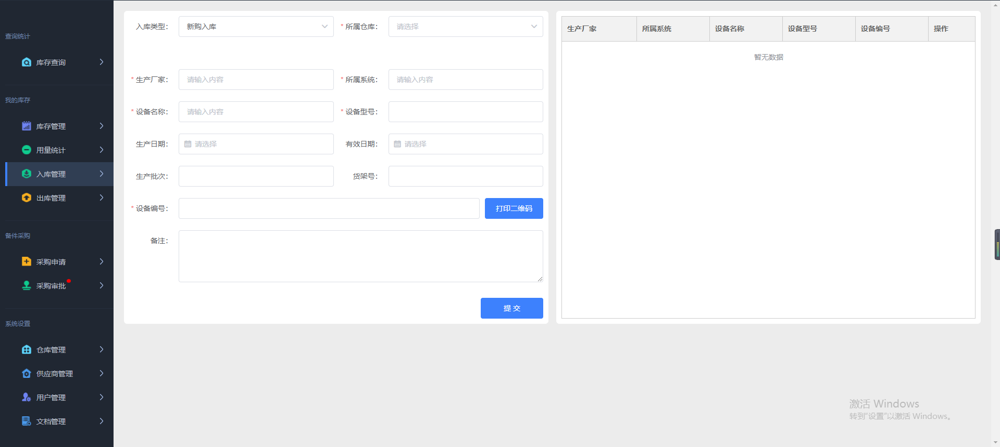 查询统计
库存查询
我的库存
库存管理
用量统计
入库管理
出库管理
备件采购
采购申请
采购审批
系统设置
仓库管理
供应商管理
用户管理
文档管理
入库类型： 新购入库 * 所属仓库： 请选择
* 生产厂家： 请输入内容 * 所属系统： 请输入内容
* 设备名称： 请输入内容 * 设备型号：
生产日期： 请选择 有效日期： 请选择
生产批次： 货架号：
* 设备编号： 打印二维码
备注：
提 交
生产厂家 所属系统 设备名称 设备型号 设备编号 操作
暂无数据
激活 Windows
转到“设置”以激活 Windows。